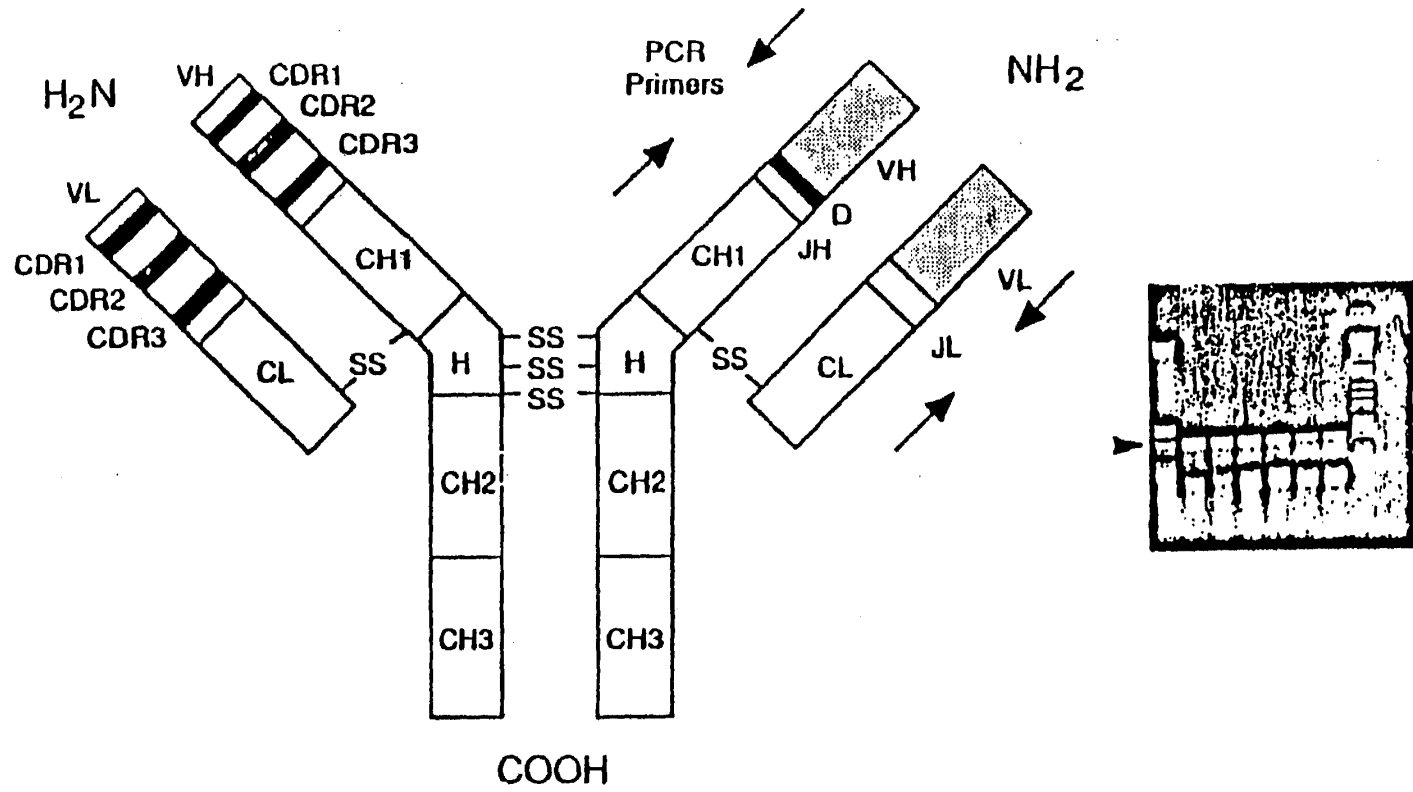 H2N
VH
CDR1
CDR2
CDR3
VL
CDR1
CDR2
CDR3
CH1
CL
SS
H
SS
SS
SS
H
CH2
CH2
CH3
CH3
COOH
PCR
Primers
NH2
VH
D
JH
CH1
VL
JL
CL
SS